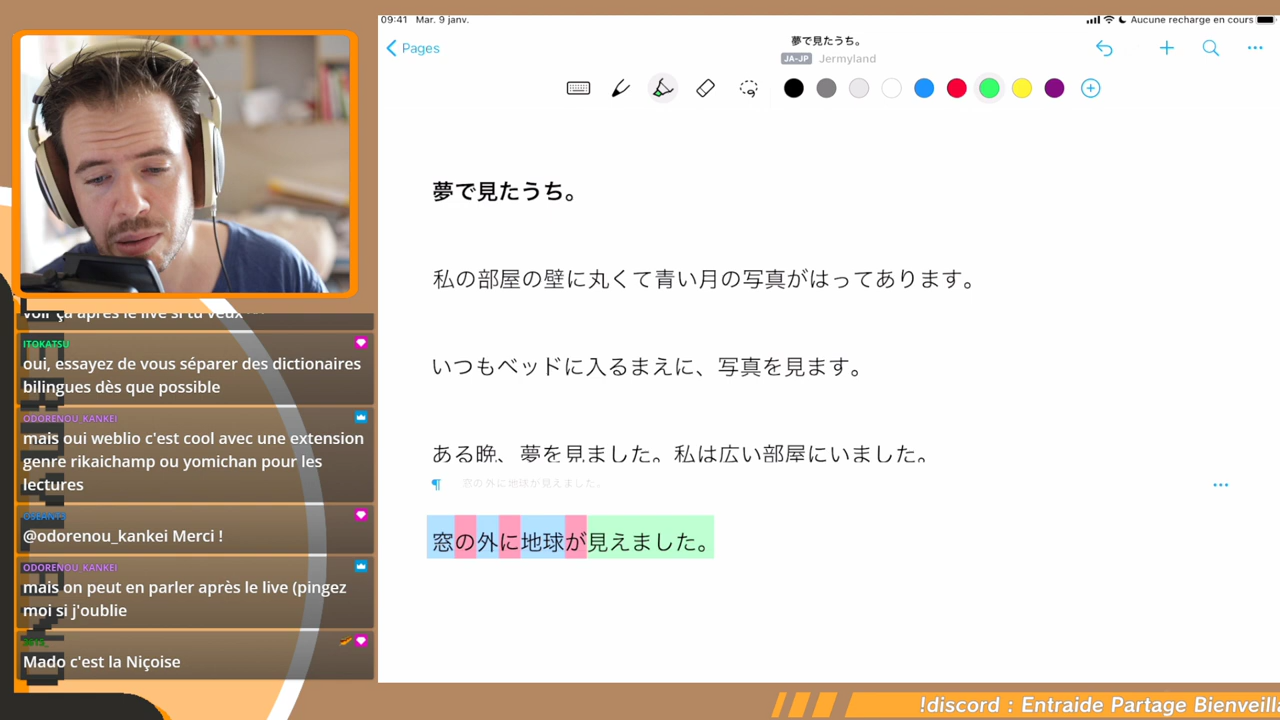 09:41 Mar. 9 janv.
Aucune recharge en cours
Pages
夢で見たうち。
JA-JP Jermyland
夢で見たうち。
私の部屋の壁に丸くて青い月の写真がはってあります。
いつもベッドに入るまえに、写真を見ます。
ある晩、夢を見ました。私は広い部屋にいました。
窓の外に地球が見えました。
窓の外に地球が見えました。
voir ça après le live si tu veux
ITOKATSU
oui, essayez de vous séparer des dictionaires
bilingues dès que possible
ODORENOU_KANKEI
mais oui weblio c'est cool avec une extension
genre rikaichamp ou yomichan pour les
lectures
@odorenou_kankei Merci !
ODORENOU_KANKEI
mais on peut en parler après le live (pingez
moi si j'oublie
Mado c'est la Niçoise
!discord : Entraide Partage